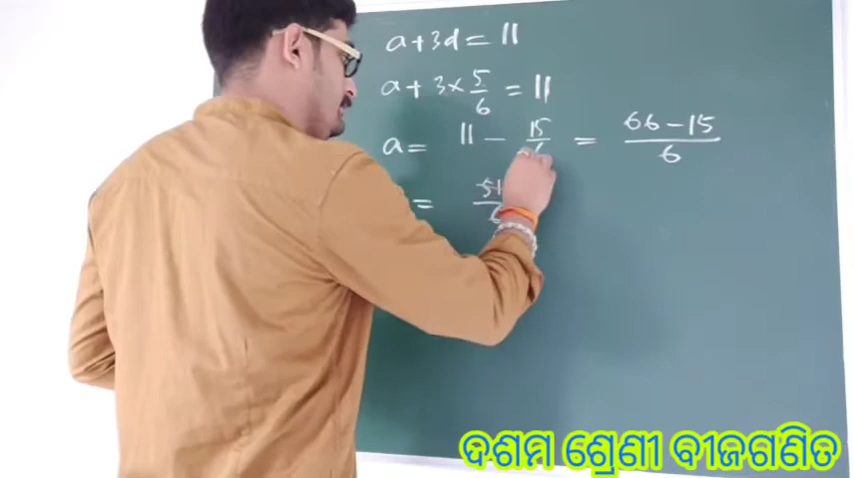 a + 3d = 11
a + 3 × 5/6 = 11
a = 11 - 15/6 = (66 - 15)/6
= 51/6
ଦଶମ ଶ୍ରେଣୀ ବୀଜଗଣିତ